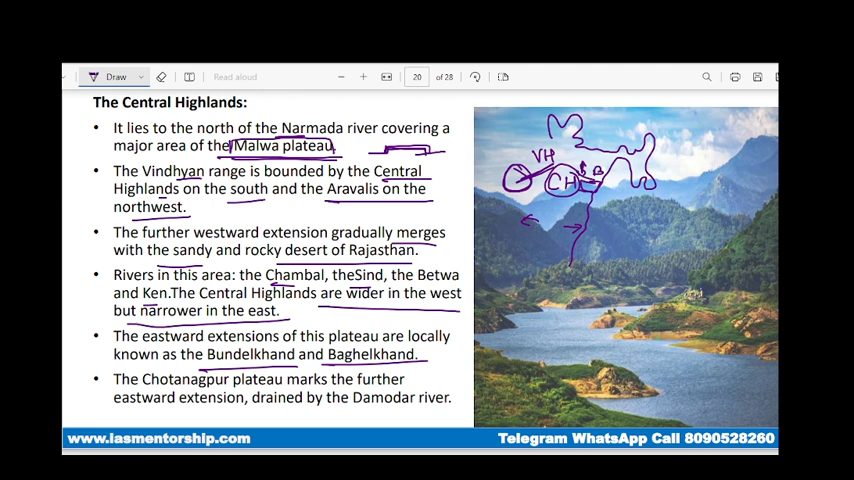 Draw
Read aloud
20 of 28
The Central Highlands:
• It lies to the north of the Narmada river covering a
major area of the Malwa plateau.
• The Vindhyan range is bounded by the Central
Highlands on the south and the Aravalis on the
northwest.
• The further westward extension gradually merges
with the sandy and rocky desert of Rajasthan.
• Rivers in this area: the Chambal, theSind, the Betwa
and Ken.The Central Highlands are wider in the west
but narrower in the east.
• The eastward extensions of this plateau are locally
known as the Bundelkhand and Baghelkhand.
• The Chotanagpur plateau marks the further
eastward extension, drained by the Damodar river.
VH
CH
B
www.iasmentorship.com
Telegram WhatsApp Call 8090528260